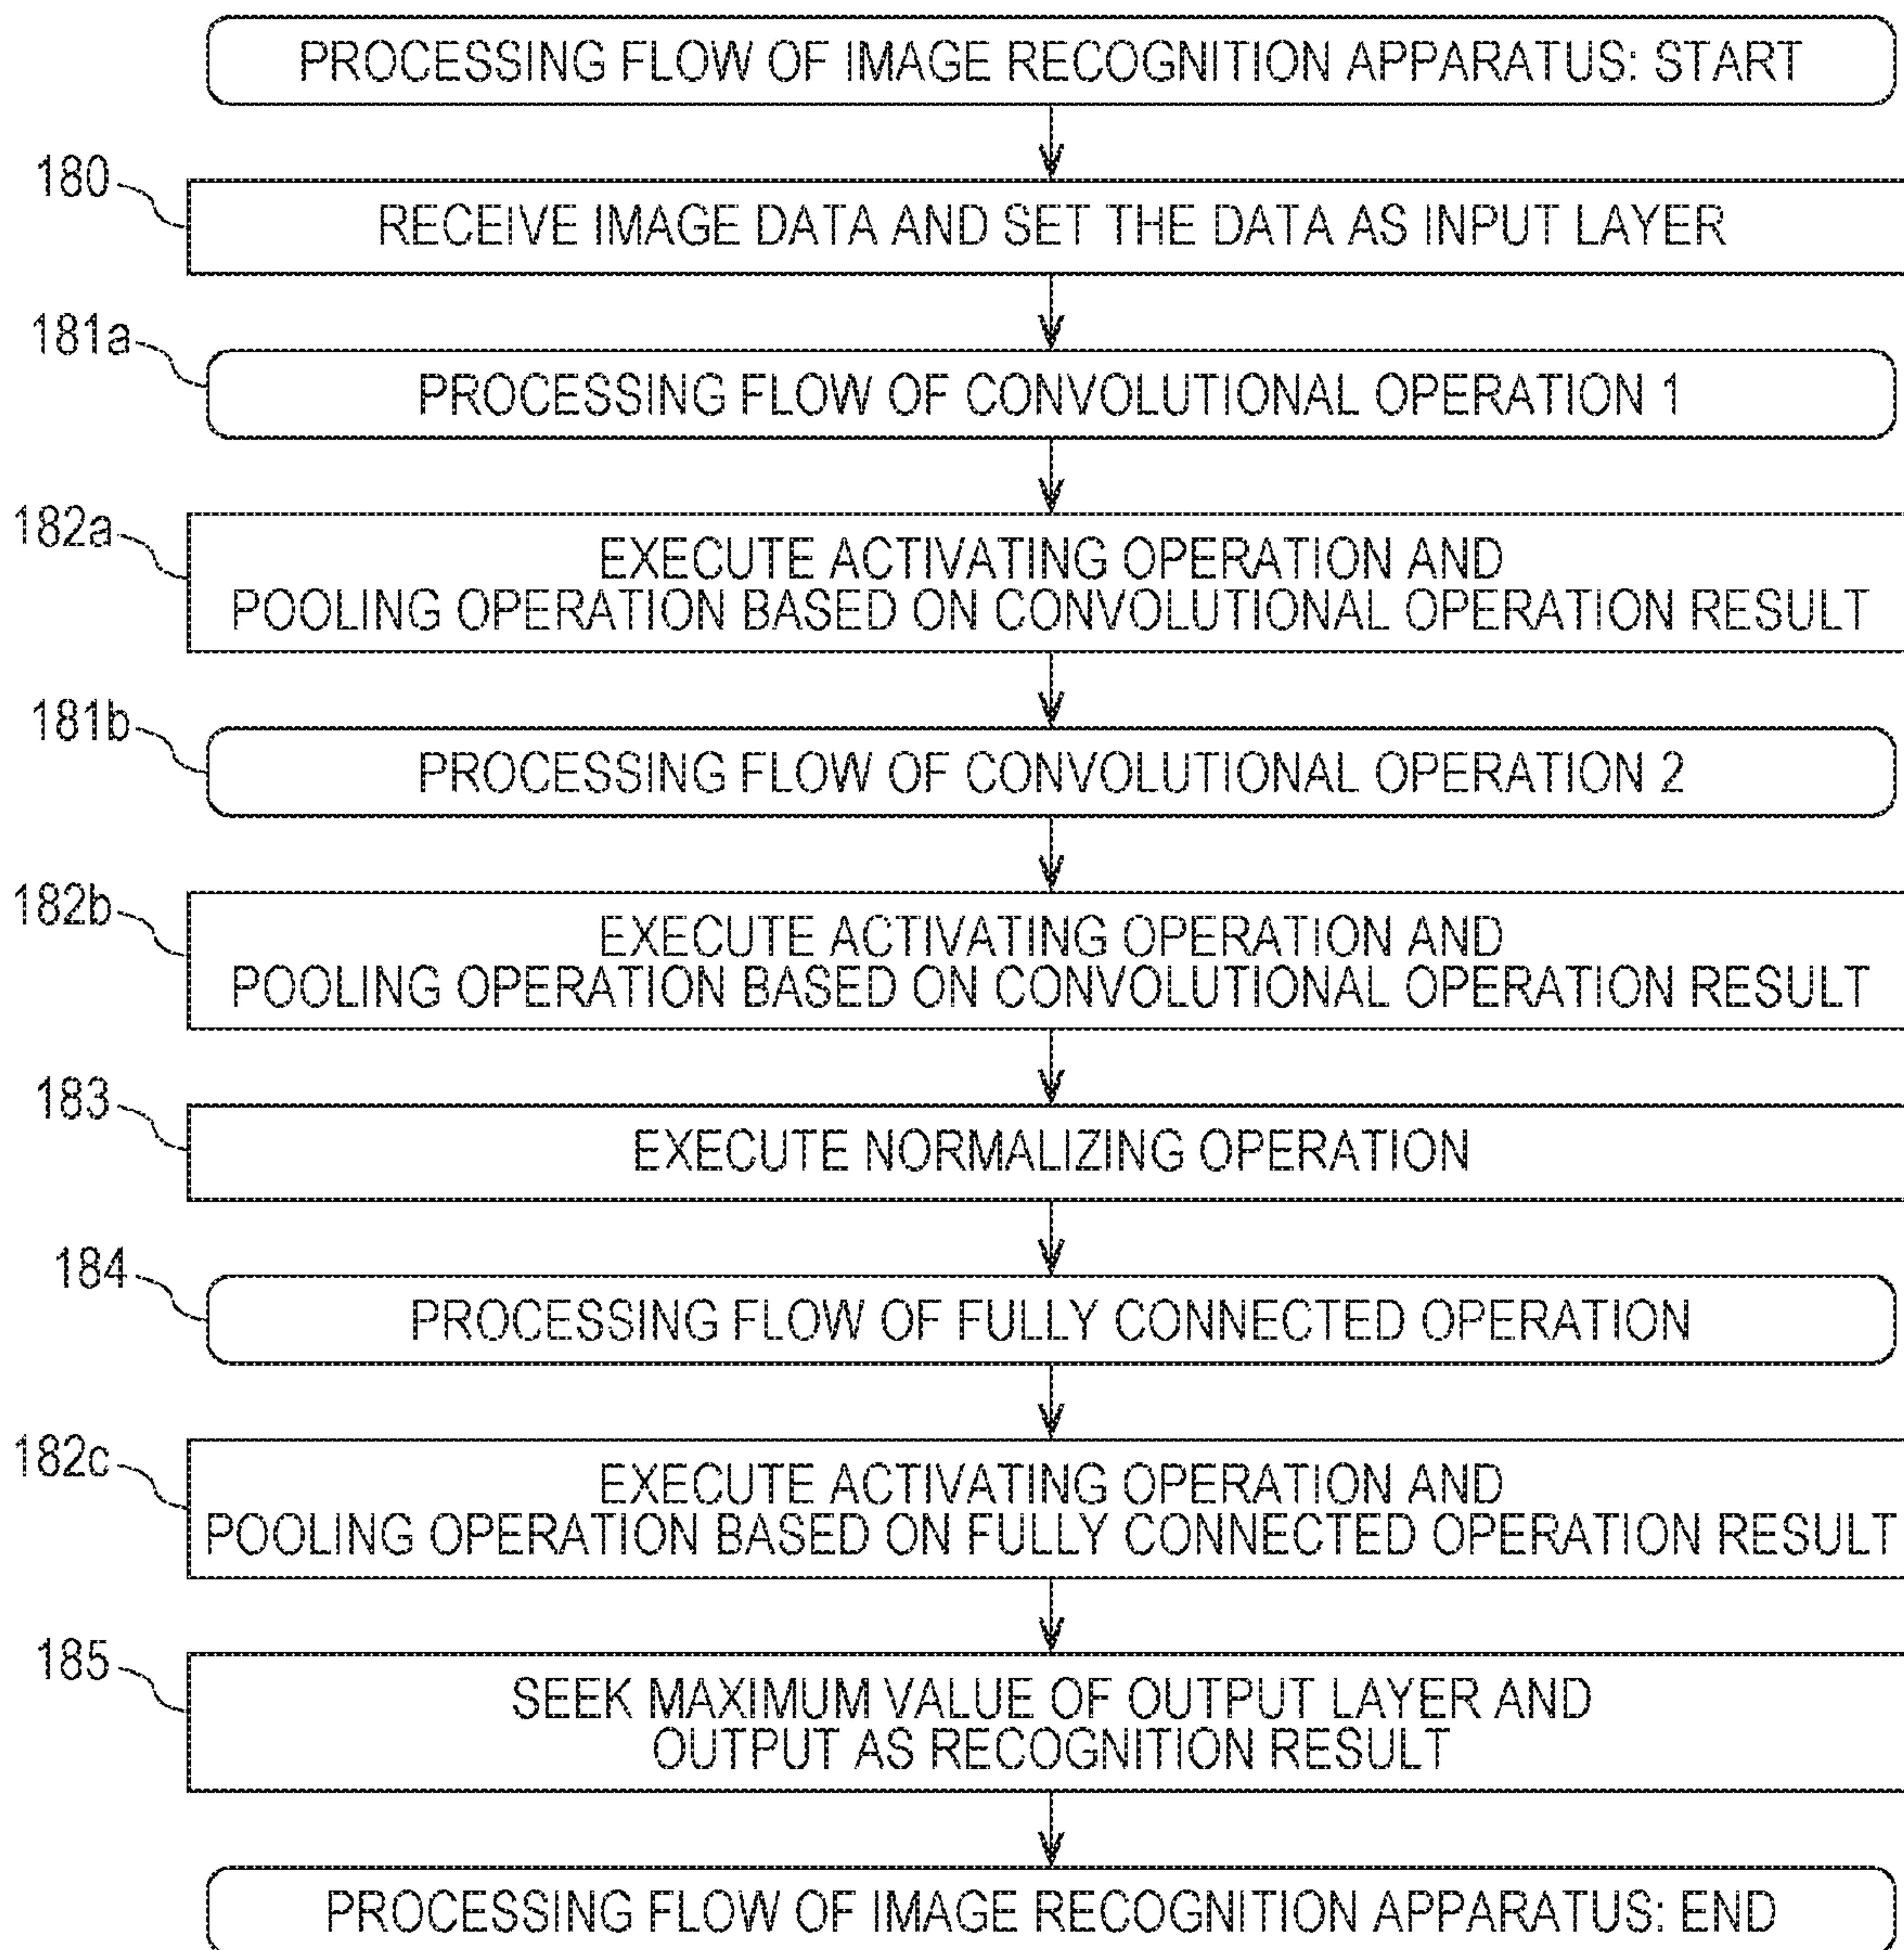 PROCESSING FLOW OF IMAGE RECOGNITION APPARATUS: START
180
RECEIVE IMAGE DATA AND SET THE DATA AS INPUT LAYER
181a
PROCESSING FLOW OF CONVOLUTIONAL OPERATION 1
182a
EXECUTE ACTIVATING OPERATION AND
POOLING OPERATION BASED ON CONVOLUTIONAL OPERATION RESULT
181b
PROCESSING FLOW OF CONVOLUTIONAL OPERATION 2
182b
EXECUTE ACTIVATING OPERATION AND
POOLING OPERATION BASED ON CONVOLUTIONAL OPERATION RESULT
183
EXECUTE NORMALIZING OPERATION
184
PROCESSING FLOW OF FULLY CONNECTED OPERATION
182c
EXECUTE ACTIVATING OPERATION AND
POOLING OPERATION BASED ON FULLY CONNECTED OPERATION RESULT
185
SEEK MAXIMUM VALUE OF OUTPUT LAYER AND
OUTPUT AS RECOGNITION RESULT
PROCESSING FLOW OF IMAGE RECOGNITION APPARATUS: END